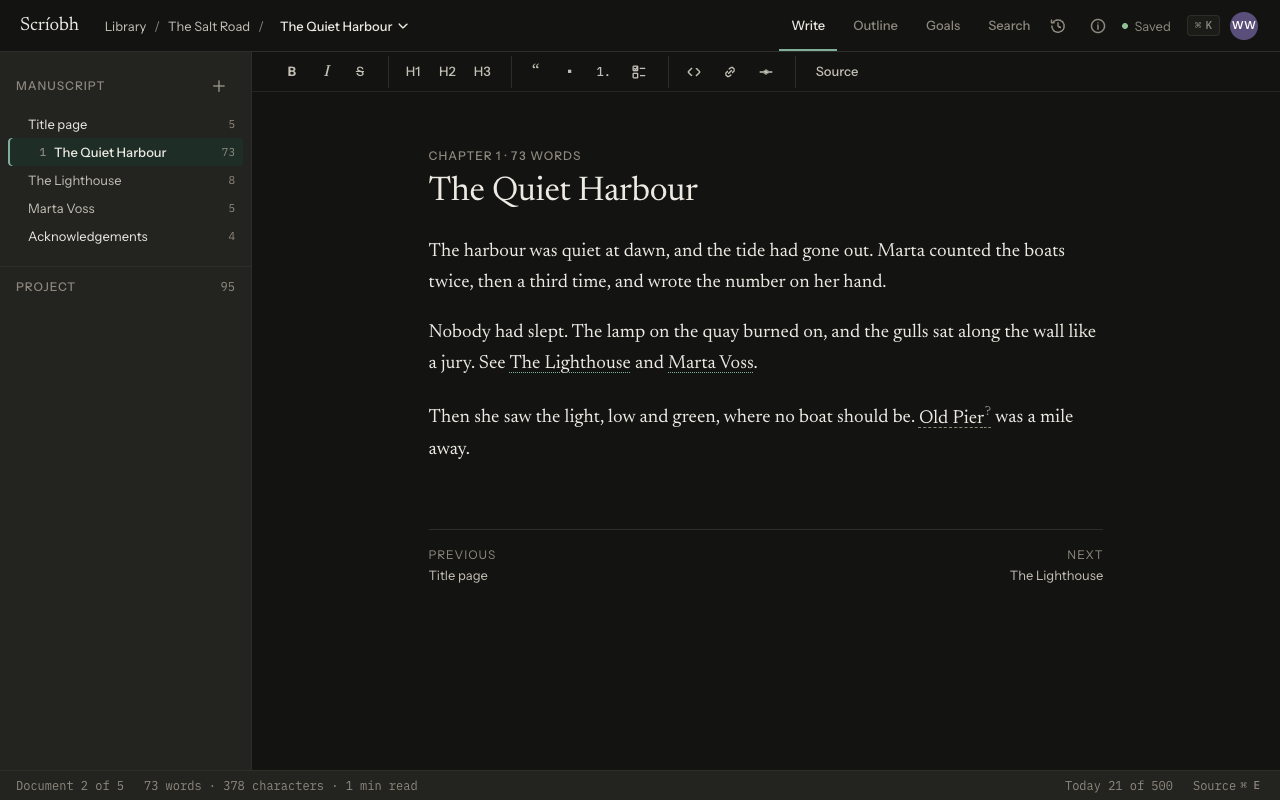 Scríobh
Library / The Salt Road / The Quiet Harbour
Write Outline Goals Search
Saved
⌘ K
WW
MANUSCRIPT
Title page 5
1 The Quiet Harbour 73
The Lighthouse 8
Marta Voss 5
Acknowledgements 4
PROJECT 95
B I S H1 H2 H3 “ 1. Source
CHAPTER 1 · 73 WORDS
The Quiet Harbour
The harbour was quiet at dawn, and the tide had gone out. Marta counted the boats
twice, then a third time, and wrote the number on her hand.
Nobody had slept. The lamp on the quay burned on, and the gulls sat along the wall like
a jury. See The Lighthouse and Marta Voss.
Then she saw the light, low and green, where no boat should be. Old Pier? was a mile
away.
PREVIOUS
Title page
NEXT
The Lighthouse
Document 2 of 5 73 words · 378 characters · 1 min read
Today 21 of 500 Source ⌘ E